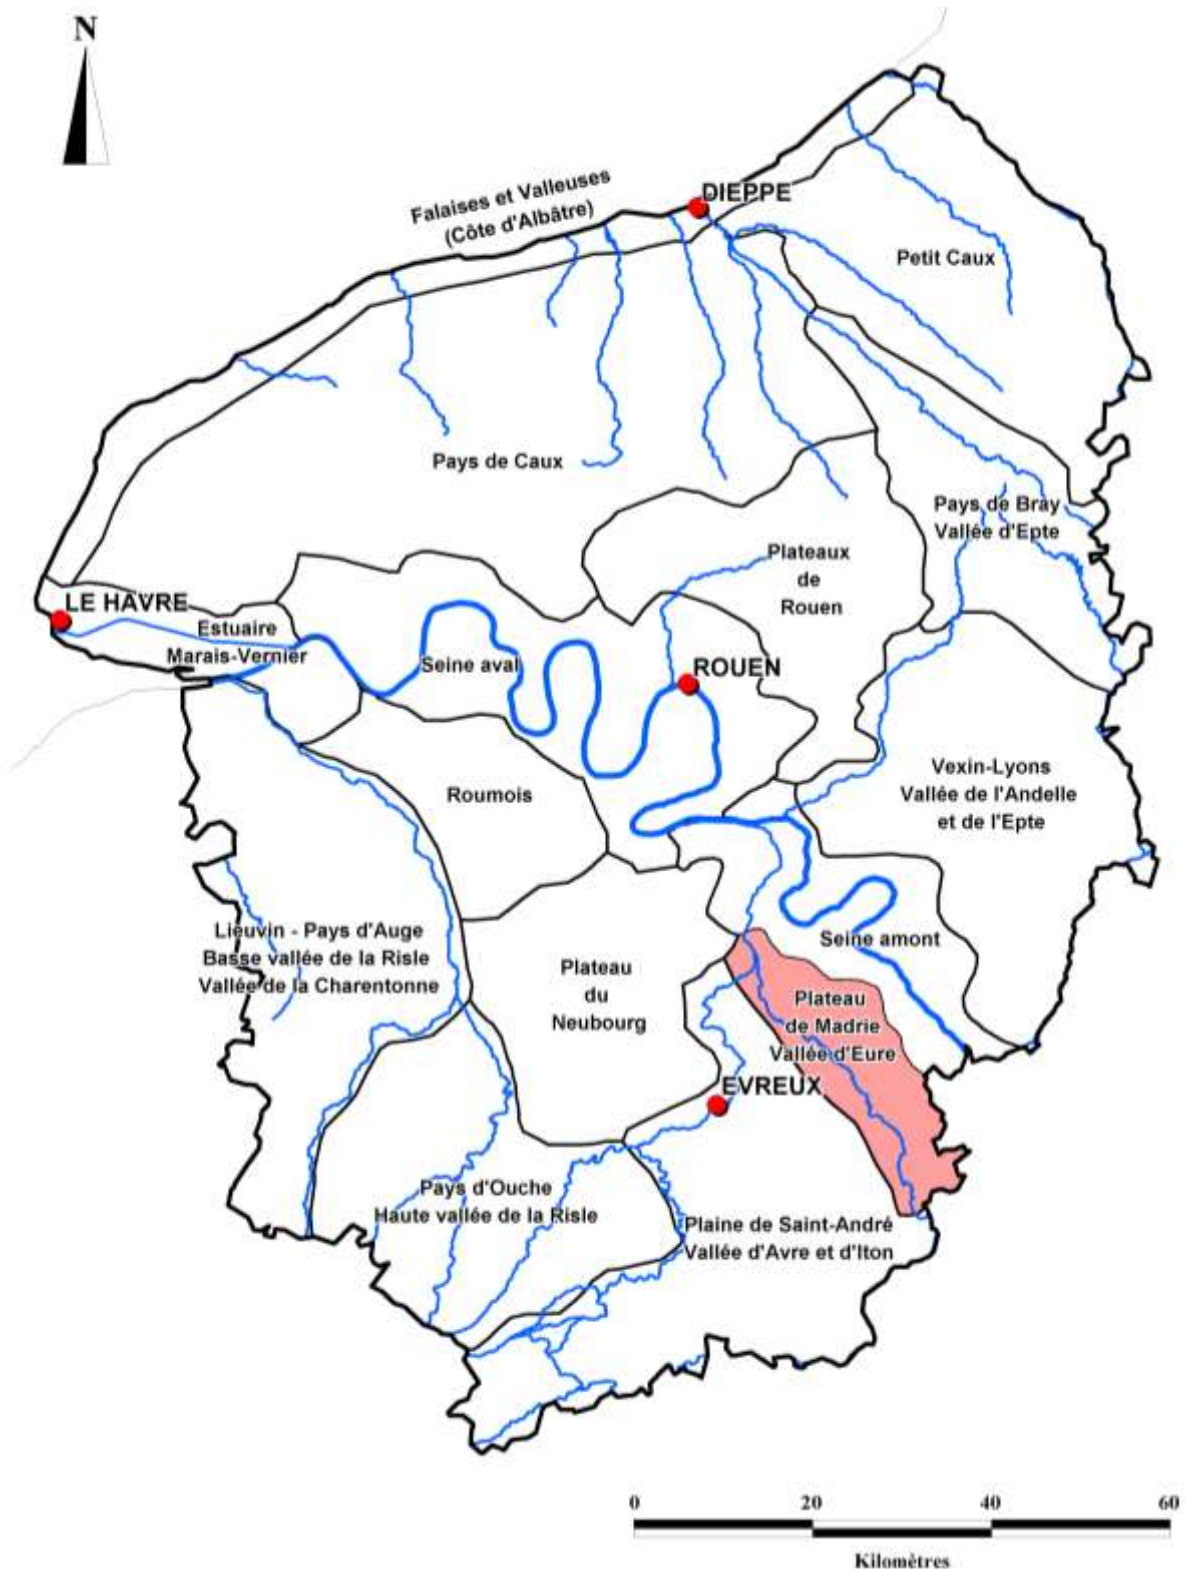 N
DIEPPE
Falaises et Valleuses
(Côte d'Albâtre)
Petit Caux
Pays de Caux
Pays de Bray
Vallée d'Epte
Plateaux
de
Rouen
LE HAVRE
Estuaire
Marais-Vernier
Seine aval
ROUEN
Roumois
Vexin-Lyons
Vallée de l'Andelle
et de l'Epte
Lieuvin - Pays d'Auge
Basse vallée de la Risle
Vallée de la Charentonne
Plateau
du
Neubourg
Seine amont
Plateau
de Madrie
Vallée d'Eure
EVREUX
Pays d'Ouche
Haute vallée de la Risle
Plaine de Saint-André
Vallée d'Avre et d'Iton
0 20 40 60
Kilomètres